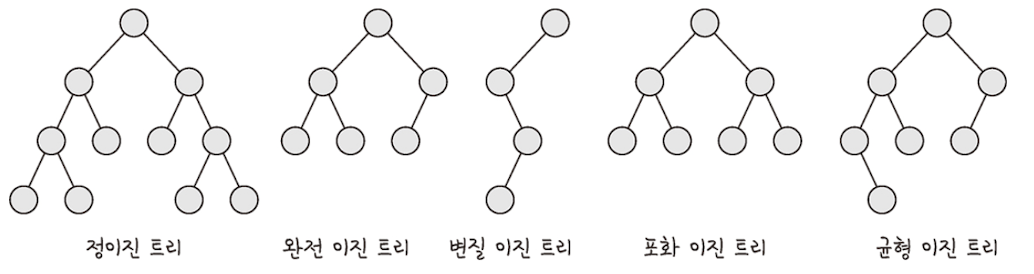 정이진 트리
완전 이진 트리
변질 이진 트리
포화 이진 트리
균형 이진 트리